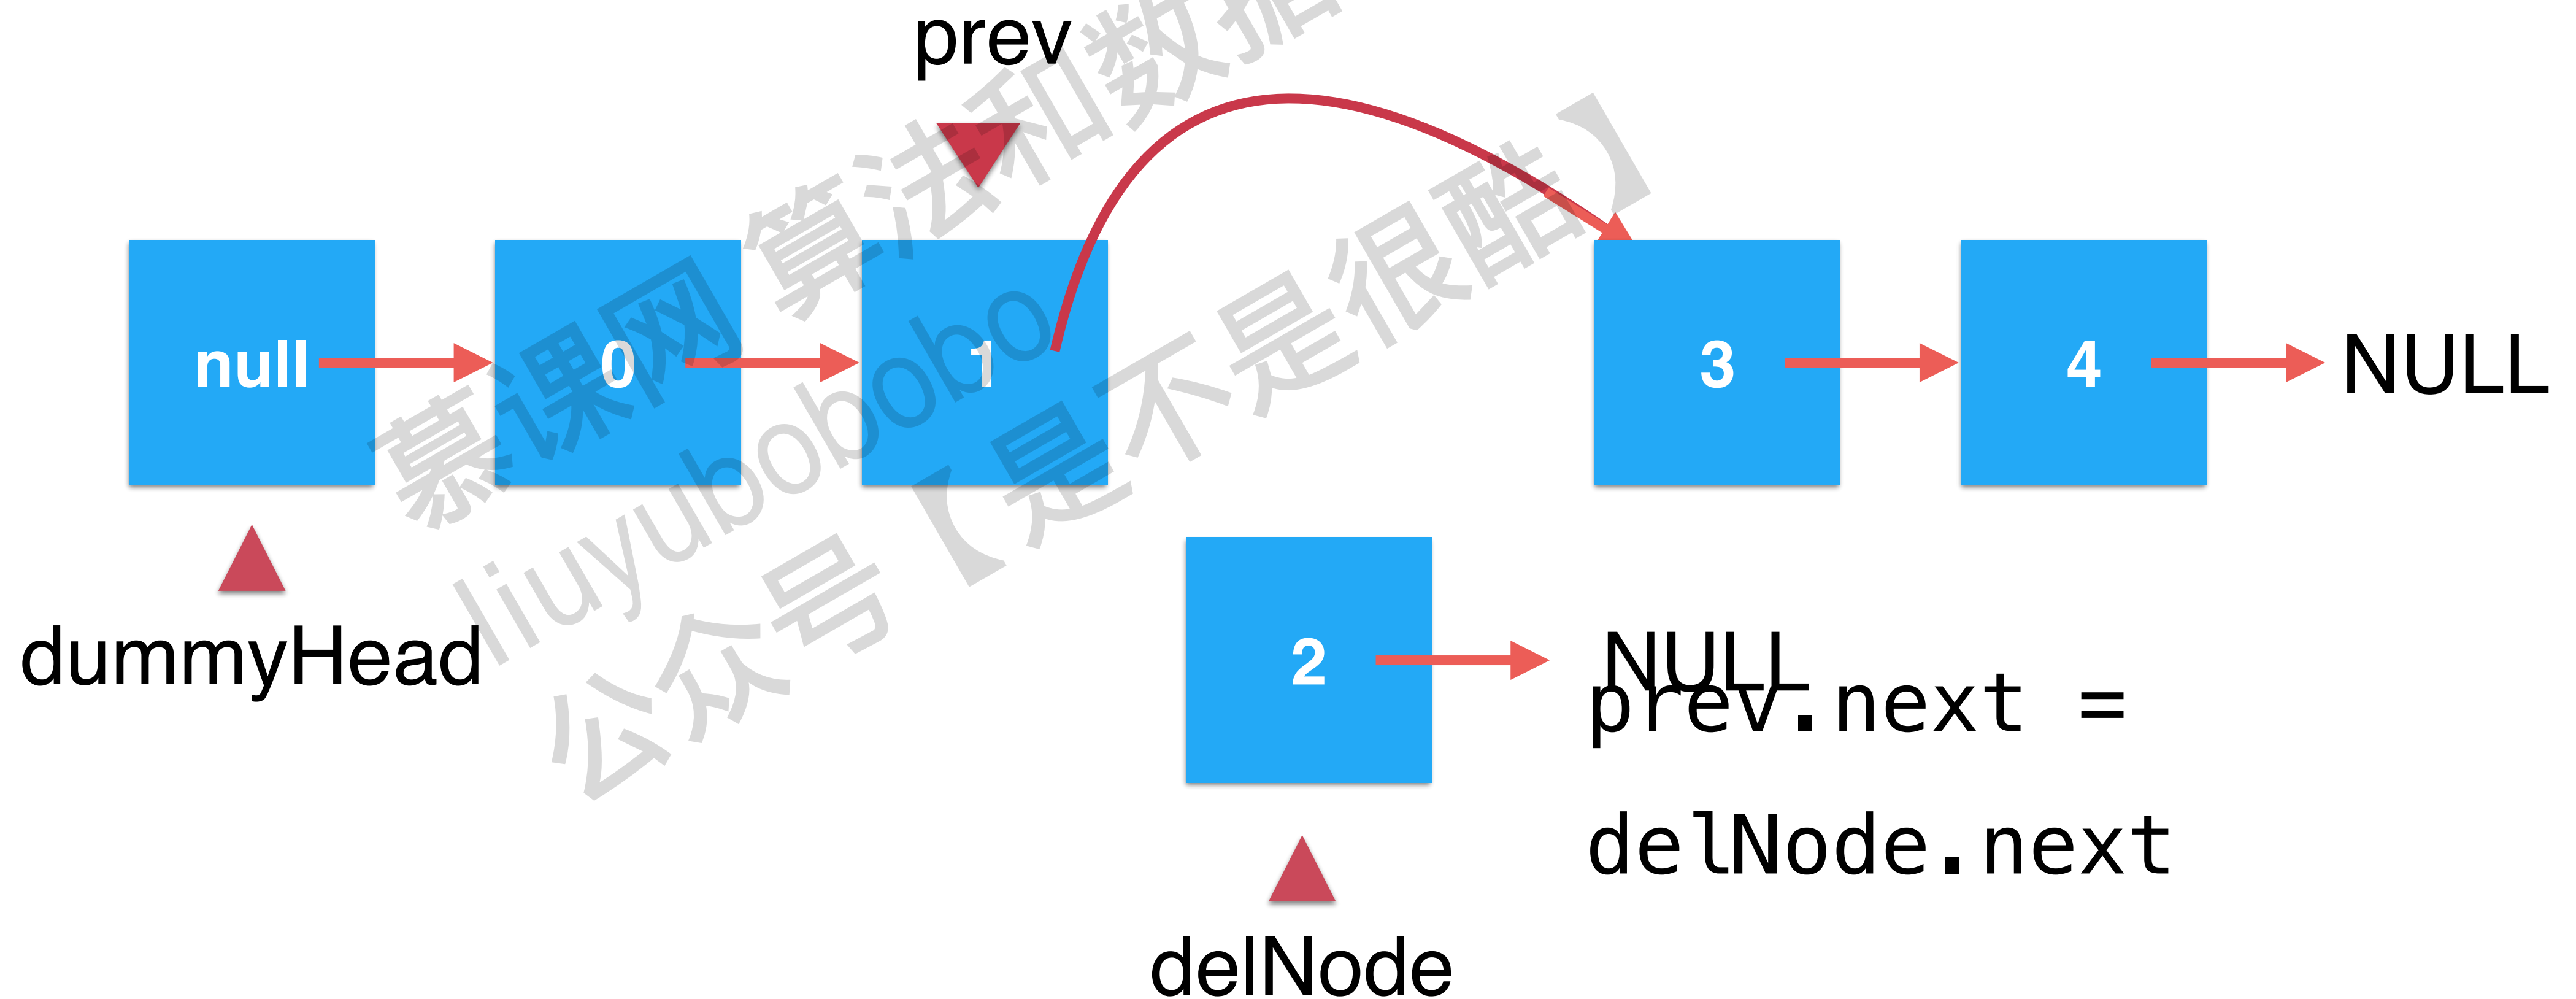 prev
null
0
1
3
4
NULL
dummyHead
2
NULL
prev.next =
delNode.next
delNode
慕课网 算法和数据
liuyubobobo
公众号【是不是很酷】